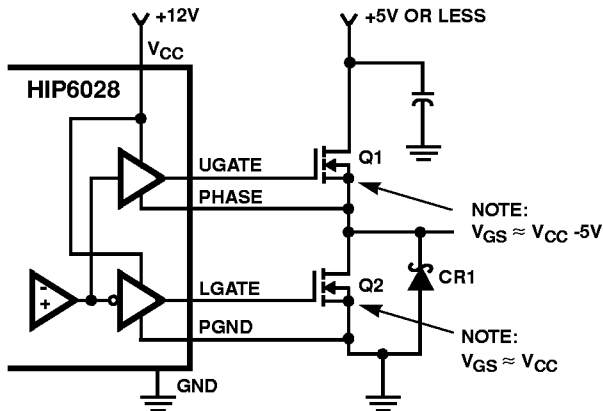 +12V
+5V OR LESS
VCC
HIP6028
UGATE
Q1
PHASE
NOTE:
VGS ≈ VCC -5V
- 
+
LGATE
Q2
CR1
PGND
NOTE:
VGS ≈ VCC
GND